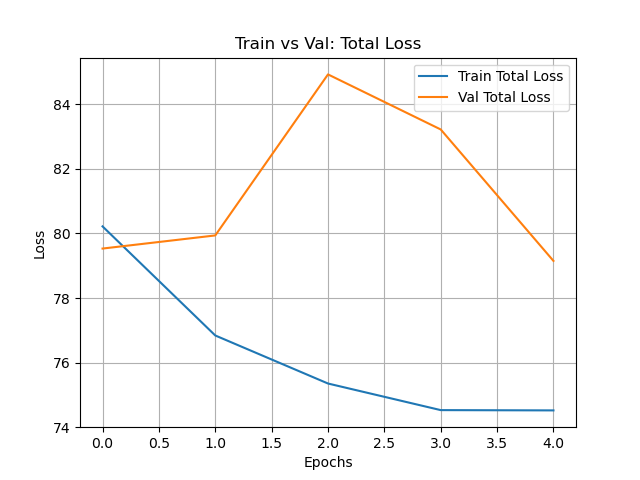 Train vs Val: Total Loss
Train Total Loss
Val Total Loss
84
82
80
78
76
74
Loss
0.0 0.5 1.0 1.5 2.0 2.5 3.0 3.5 4.0
Epochs